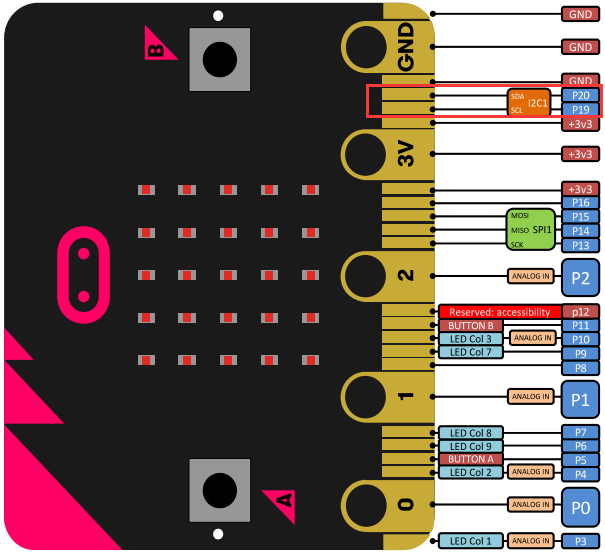 B
GND
3V
2
1
0
A
GND
GND
GND
SDA I2C1 P20
SCL P19
+3v3
+3v3
+3v3
P16
MOSI P15
MISO SPI1 P14
SCK P13
ANALOG IN P2
Reserved: accessibility p12
BUTTON B P11
LED Col 3 ANALOG IN P10
LED Col 7 P9
P8
ANALOG IN P1
LED Col 8 P7
LED Col 9 P6
BUTTON A P5
LED Col 2 ANALOG IN P4
ANALOG IN P0
LED Col 1 ANALOG IN P3